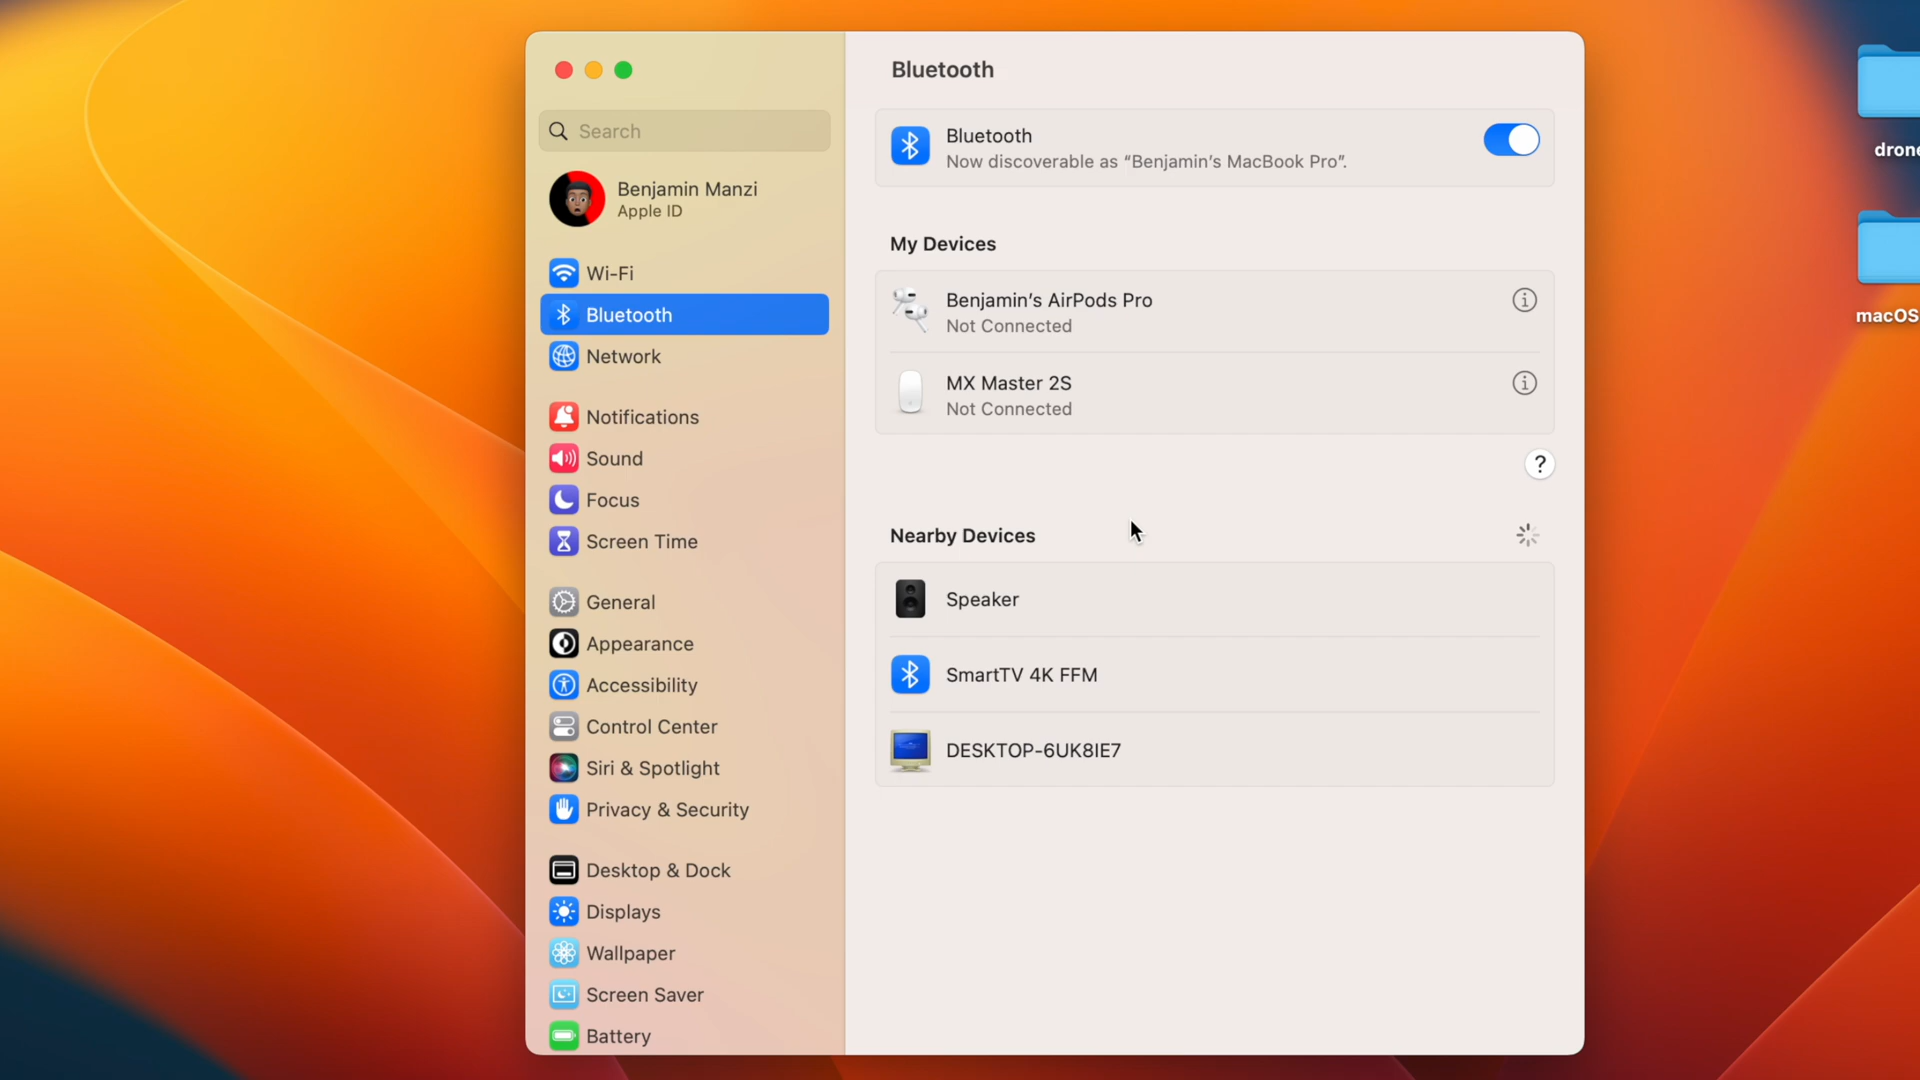 Search
Benjamin Manzi
Apple ID
Wi-Fi
Bluetooth
Network
Notifications
Sound
Focus
Screen Time
General
Appearance
Accessibility
Control Center
Siri & Spotlight
Privacy & Security
Desktop & Dock
Displays
Wallpaper
Screen Saver
Battery
Bluetooth
Bluetooth
Now discoverable as “Benjamin’s MacBook Pro”.
My Devices
Benjamin’s AirPods Pro
Not Connected
MX Master 2S
Not Connected
?
Nearby Devices
Speaker
SmartTV 4K FFM
DESKTOP-6UK8IE7
drone
macOS